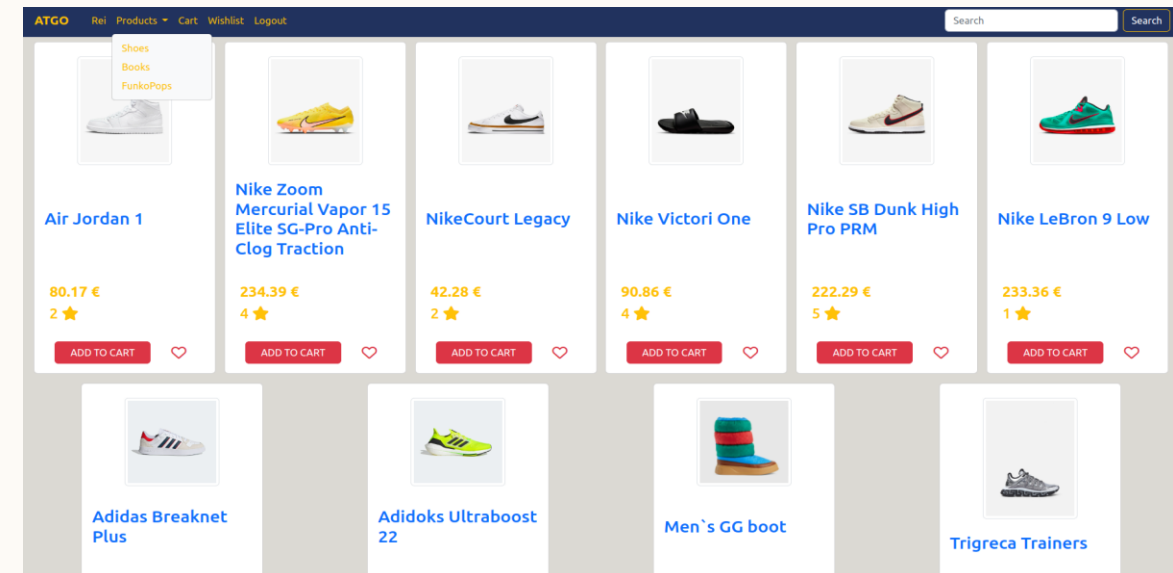 ATGO Rei Products Cart Wishlist Logout Search Search
Shoes
Books
FunkoPops
Air Jordan 1
80.17 €
2
ADD TO CART
Nike Zoom
Mercurial Vapor 15
Elite SG-Pro Anti-
Clog Traction
234.39 €
4
ADD TO CART
NikeCourt Legacy
42.28 €
2
ADD TO CART
Nike Victori One
90.86 €
4
ADD TO CART
Nike SB Dunk High
Pro PRM
222.29 €
5
ADD TO CART
Nike LeBron 9 Low
233.36 €
1
ADD TO CART
Adidas Breaknet
Plus
Adidoks Ultraboost
22
Men`s GG boot
Trigreca Trainers